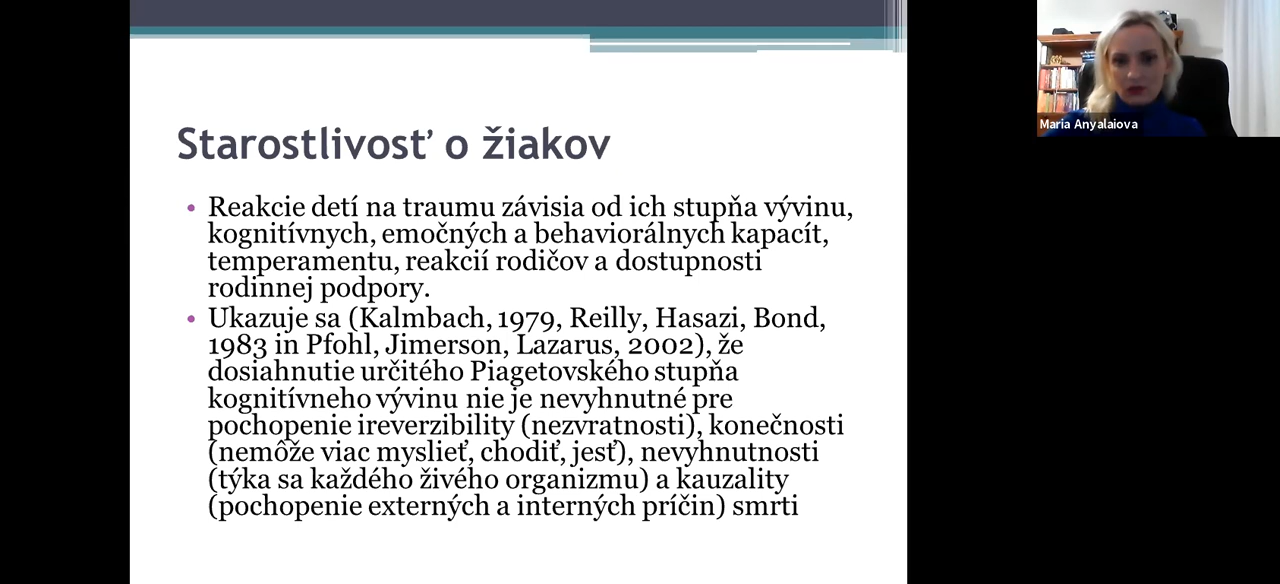 Starostlivosť o žiakov
• Reakcie detí na traumu závisia od ich stupňa vývinu,
kognitívnych, emočných a behaviorálnych kapacít,
temperamentu, reakcií rodičov a dostupnosti
rodinnej podpory.
• Ukazuje sa (Kalmbach, 1979, Reilly, Hasazi, Bond,
1983 in Pfohl, Jimerson, Lazarus, 2002), že
dosiahnutie určitého Piagetovského stupňa
kognitívneho vývinu nie je nevyhnutné pre
pochopenie ireverzibility (nezvratnosti), konečnosti
(nemôže viac myslieť, chodiť, jesť), nevyhnutnosti
(týka sa každého živého organizmu) a kauzality
(pochopenie externých a interných príčin) smrti
Maria Anyalaiova